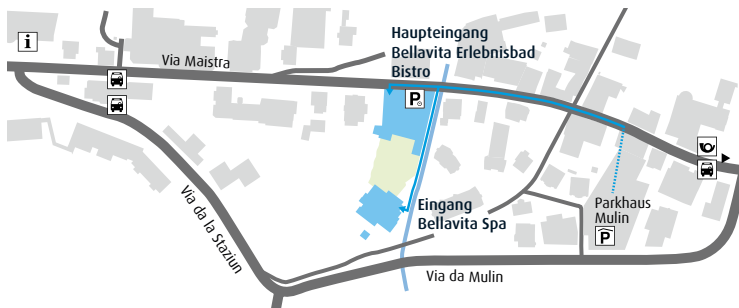 Haupteingang
Bellavita Erlebnisbad
Bistro
i
Via Maistra
P
Eingang
Bellavita Spa
Parkhaus
Mulin
P
Via da la Staziun
Via da Mulin